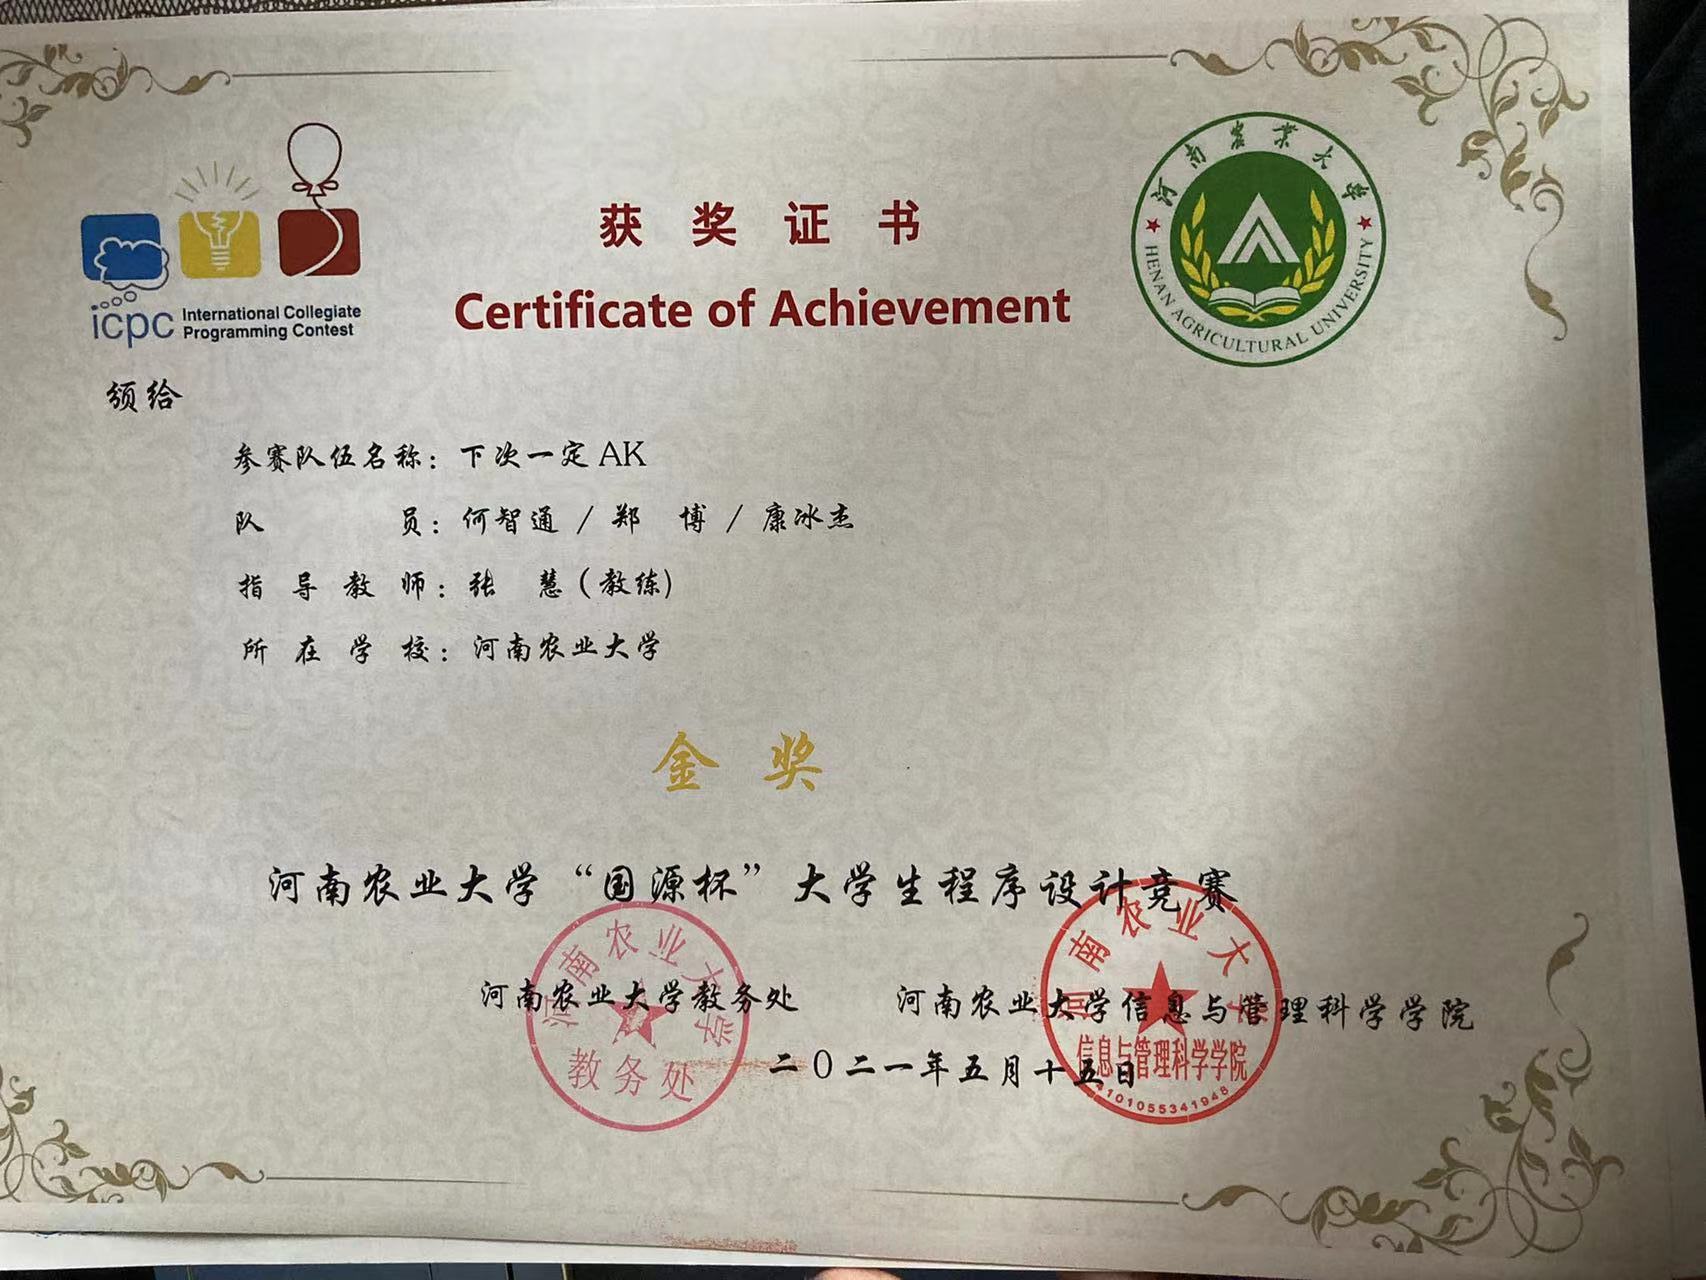 获奖证书
Certificate of Achievement
icpc International Collegiate
Programming Contest
河南农业大学
HENAN AGRICULTURAL UNIVERSITY
颁给
参赛队伍名称：下次一定AK
队员：何智通 / 郑 博 / 康冰杰
指导教师：张 慧（教练）
所在学校：河南农业大学
金奖
河南农业大学“国源杯”大学生程序设计竞赛
河南农业大学教务处 河南农业大学信息与管理科学学院
二〇二一年五月十五日
河南农业大学
教务处
河南农业大学
信息与管理科学学院
4101055341948